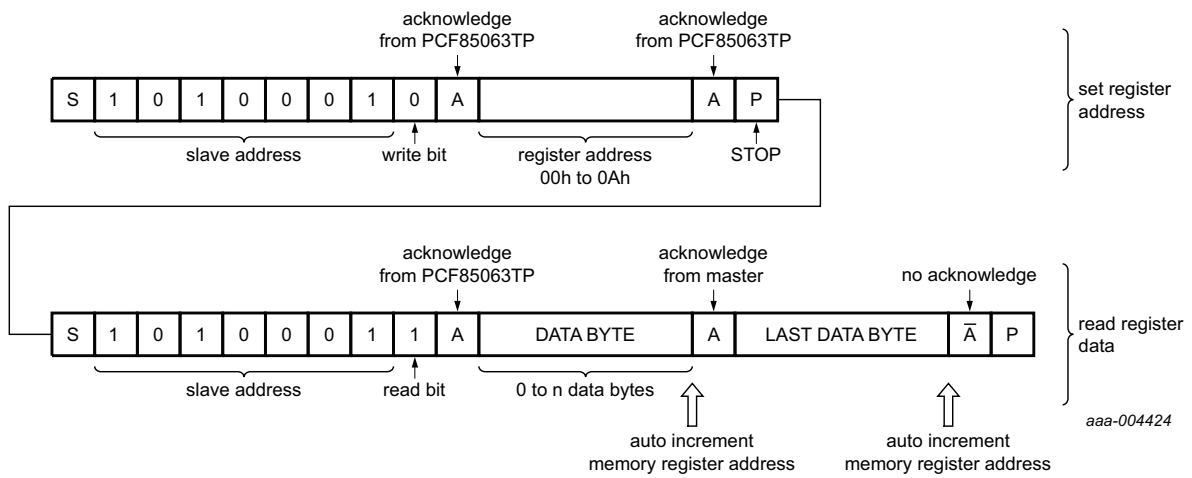 acknowledge
from PCF85063TP
acknowledge
from PCF85063TP
S 1 0 1 0 0 0 1 0 A A P
set register
address
slave address
write bit
register address
00h to 0Ah
STOP
acknowledge
from PCF85063TP
acknowledge
from master
no acknowledge
S 1 0 1 0 0 0 1 1 A DATA BYTE A LAST DATA BYTE A̅ P
read register
data
slave address
read bit
0 to n data bytes
auto increment
memory register address
auto increment
memory register address
aaa-004424